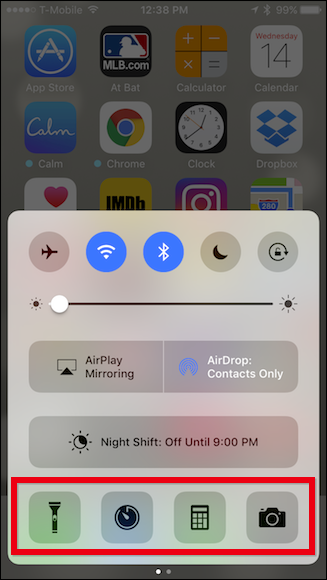 T-Mobile 12:38 PM 99%
Wednesday
14
MLB.com
App Store At Bat Calculator Calendar
Calm
Calm Chrome Clock Dropbox
IMDb 280
AirPlay
Mirroring
AirDrop:
Contacts Only
Night Shift: Off Until 9:00 PM